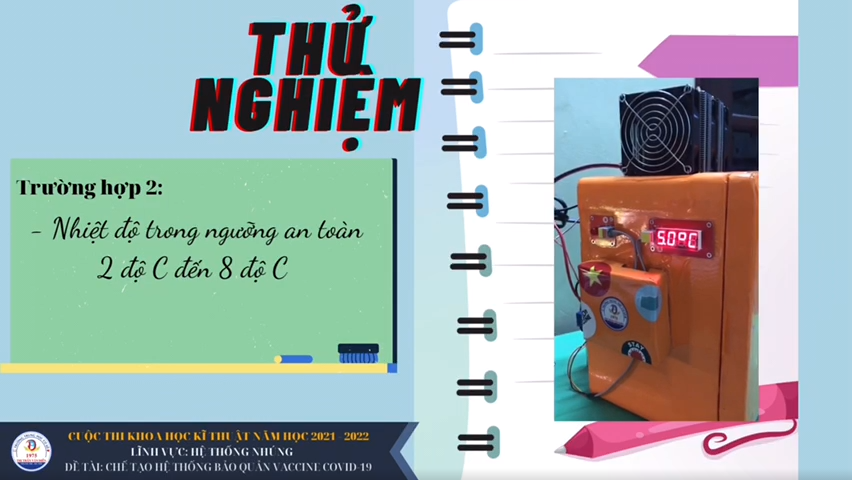 THỬ
NGHIỆM
Trường hợp 2:
- Nhiệt độ trong ngưỡng an toàn
2 độ C đến 8 độ C
5.0°C
STAY
1975
CUỘC THI KHOA HỌC KĨ THUẬT NĂM HỌC 2021 - 2022
LĨNH VỰC: HỆ THỐNG NHÚNG
ĐỀ TÀI: CHẾ TẠO HỆ THỐNG BẢO QUẢN VACCINE COVID-19